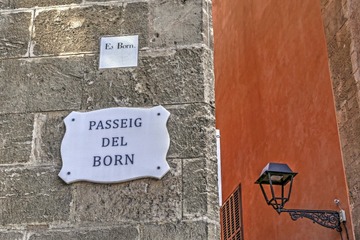 Es Born.
PASSEIG
DEL
BORN